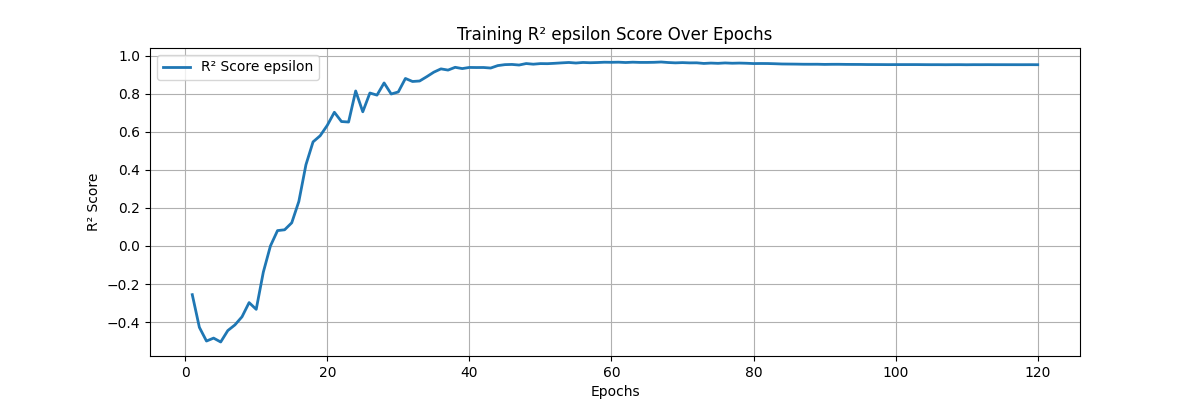 Training R² epsilon Score Over Epochs
R² Score epsilon
R² Score
1.0
0.8
0.6
0.4
0.2
0.0
−0.2
−0.4
0 20 40 60 80 100 120
Epochs